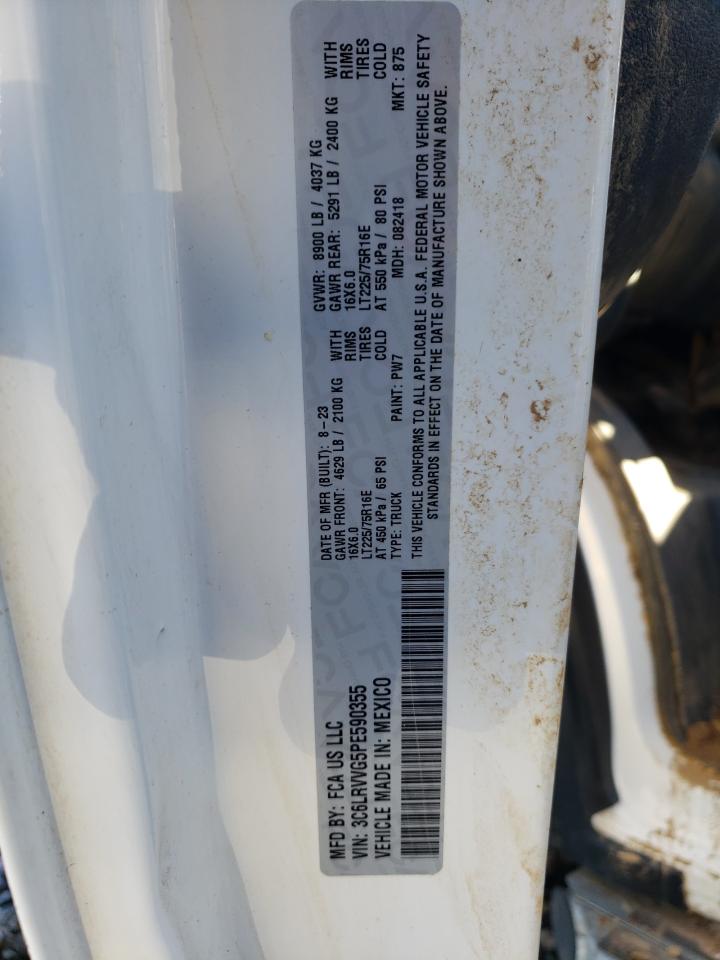 MFD BY: FCA US LLC
VIN: 3C6LRVVG5PE590355
VEHICLE MADE IN: MEXICO
DATE OF MFR (BUILT): 8-23 GVWR: 8900 LB / 4037 KG
GAWR FRONT: 4629 LB / 2100 KG WITH GAWR REAR: 5291 LB / 2400 KG WITH
16X6.0 RIMS 16X6.0 RIMS
LT225/75R16E TIRES LT225/75R16E TIRES
AT 450 kPa / 65 PSI COLD AT 550 kPa / 80 PSI COLD
TYPE: TRUCK PAINT: PW7 MDH: 082418 MKT: 875
THIS VEHICLE CONFORMS TO ALL APPLICABLE U.S.A. FEDERAL MOTOR VEHICLE SAFETY
STANDARDS IN EFFECT ON THE DATE OF MANUFACTURE SHOWN ABOVE.